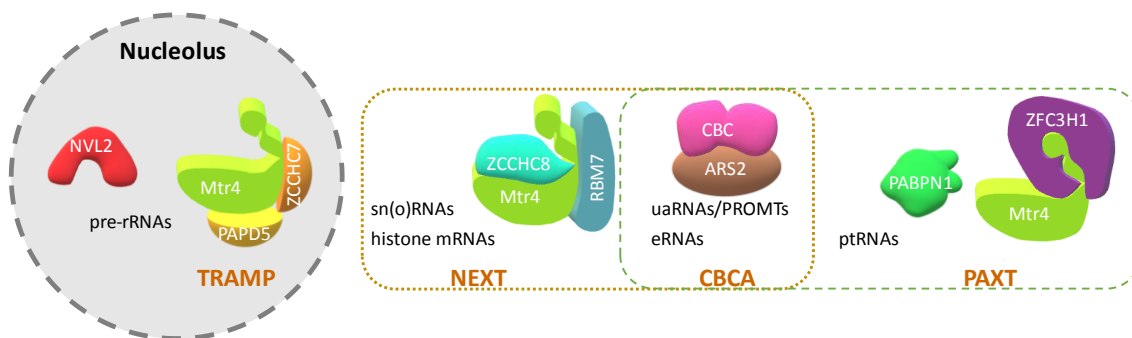 Nucleolus
NVL2
Mtr4
ZCCHC7
PAPD5
pre-rRNAs
TRAMP
ZCCHC8
Mtr4
RBM7
sn(o)RNAs
histone mRNAs
NEXT
CBC
ARS2
uaRNAs/PROMTs
eRNAs
CBCA
ZFC3H1
PABPN1
Mtr4
ptRNAs
PAXT